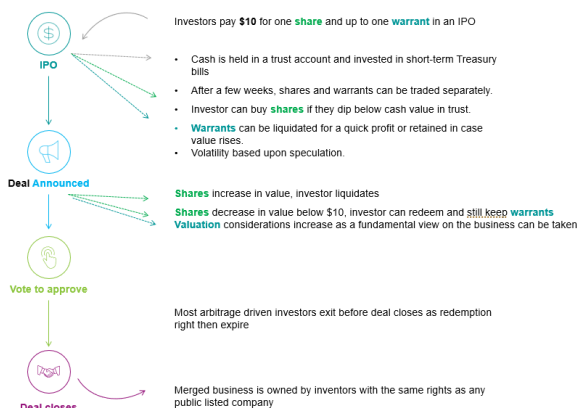 Investors pay $10 for one share and up to one warrant in an IPO
IPO
• Cash is held in a trust account and invested in short-term Treasury
bills
• After a few weeks, shares and warrants can be traded separately.
• Investor can buy shares if they dip below cash value in trust.
• Warrants can be liquidated for a quick profit or retained in case
value rises.
• Volatility based upon speculation.
Deal Announced
Shares increase in value, investor liquidates
Shares decrease in value below $10, investor can redeem and still keep warrants
Valuation considerations increase as a fundamental view on the business can be taken
Vote to approve
Most arbitrage driven investors exit before deal closes as redemption
right then expire
Merged business is owned by inventors with the same rights as any
public listed company
Deal closes